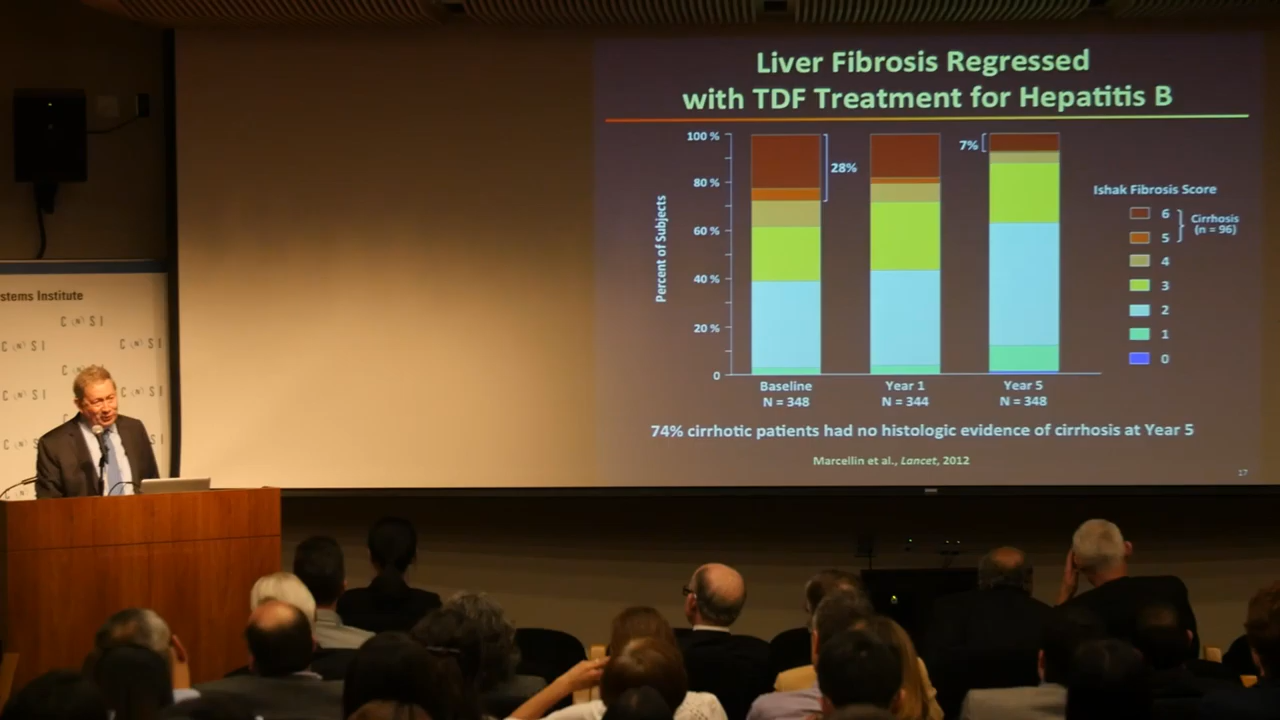 Liver Fibrosis Regressed
with TDF Treatment for Hepatitis B
100 %
80 %
60 %
40 %
20 %
0
Percent of Subjects
28%
7%
Baseline
N = 348
Year 1
N = 344
Year 5
N = 348
Ishak Fibrosis Score
6
5
Cirrhosis
(n = 96)
4
3
2
1
0
74% cirrhotic patients had no histologic evidence of cirrhosis at Year 5
Marcellin et al., Lancet, 2012
17
stems Institute
C N S I
C N S I
C N S I
C
C N S I
C N S I
C N S
S I